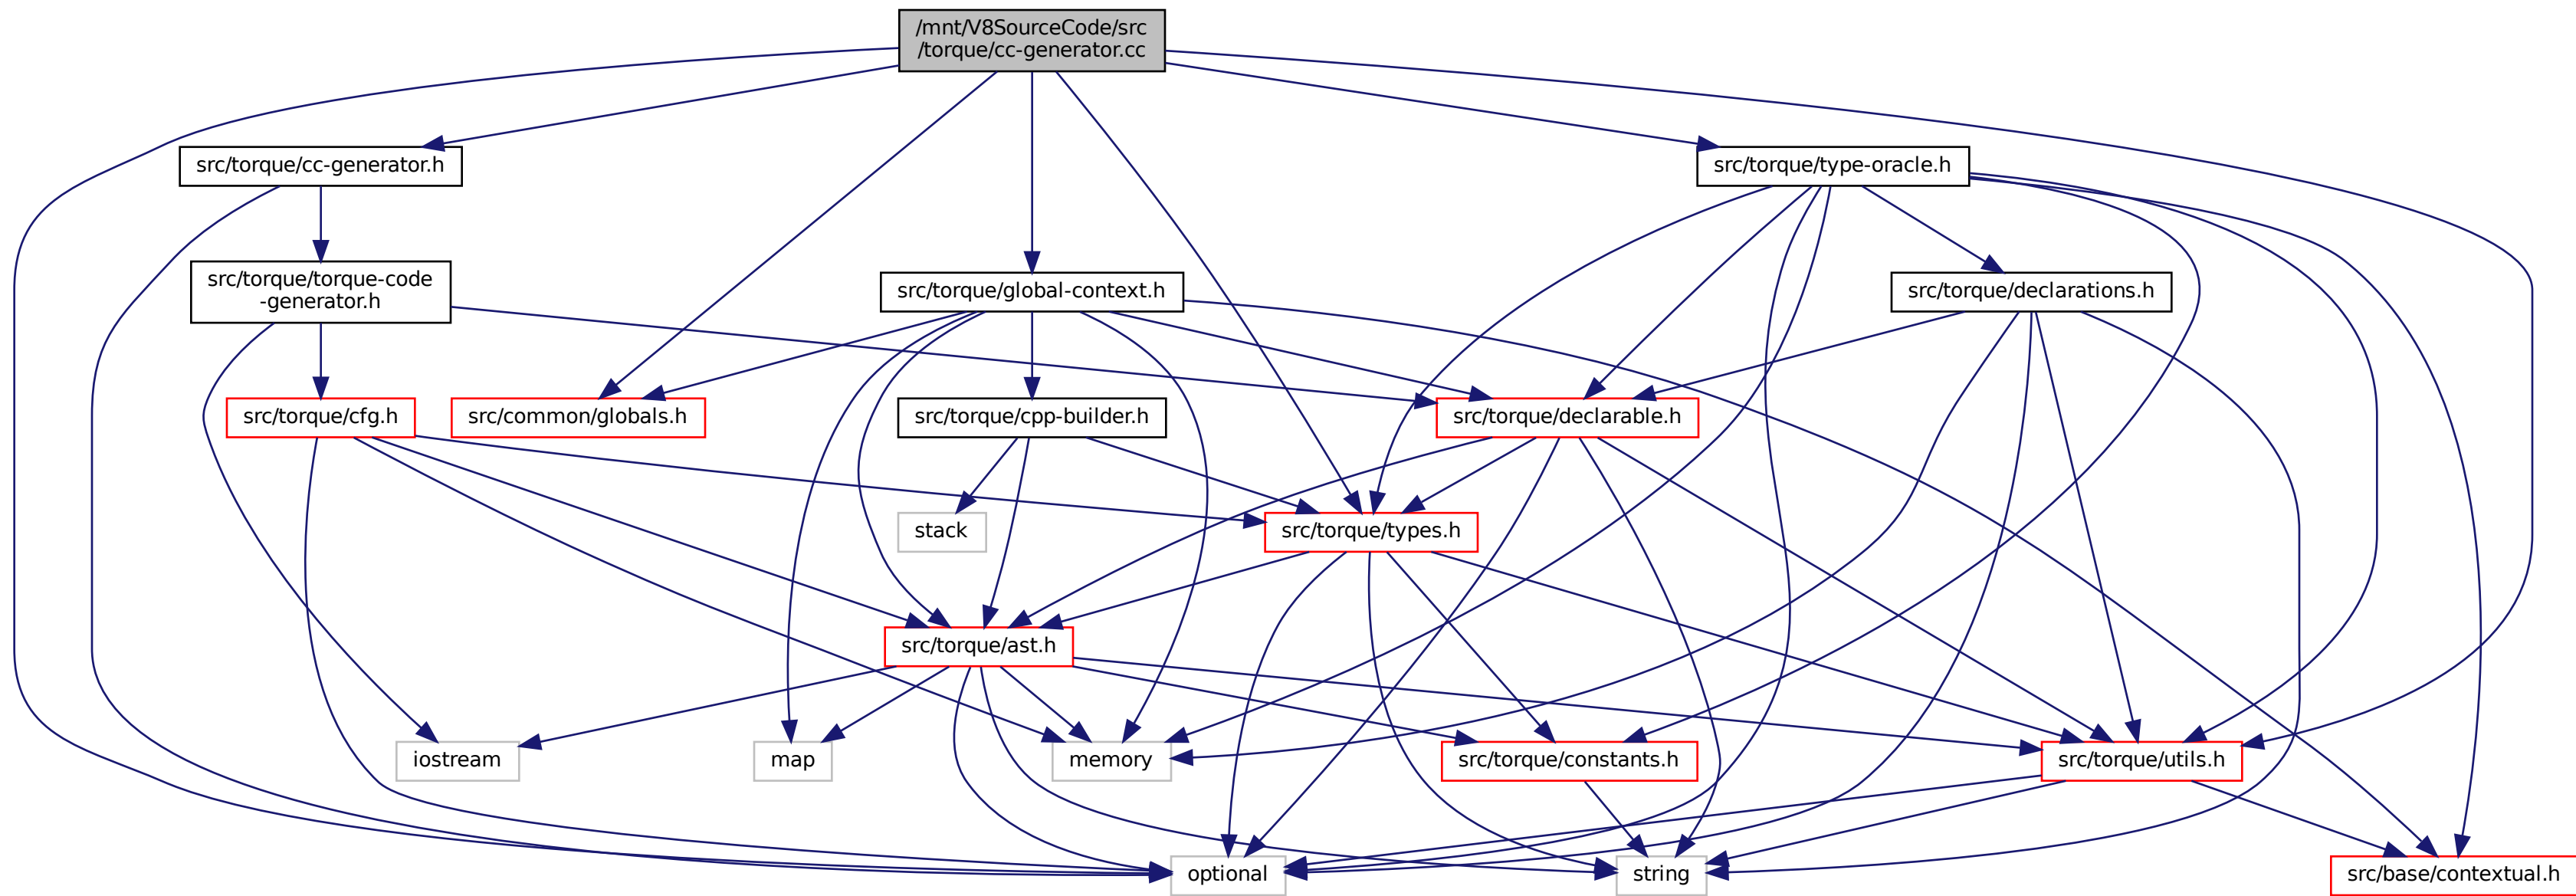 /mnt/V8SourceCode/src
/torque/cc-generator.cc
src/torque/cc-generator.h
src/torque/type-oracle.h
src/torque/torque-code
-generator.h
src/torque/global-context.h
src/torque/declarations.h
src/torque/cfg.h
src/common/globals.h
src/torque/cpp-builder.h
src/torque/declarable.h
stack
src/torque/types.h
src/torque/ast.h
iostream
map
memory
src/torque/constants.h
src/torque/utils.h
optional
string
src/base/contextual.h